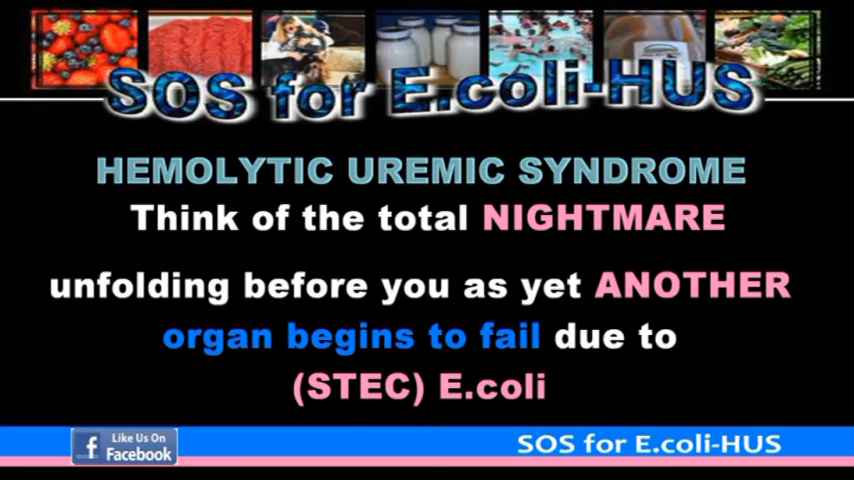 SOS for E.coli-HUS
HEMOLYTIC UREMIC SYNDROME
Think of the total NIGHTMARE
unfolding before you as yet ANOTHER
organ begins to fail due to
(STEC) E.coli
f Like Us On
Facebook
SOS for E.coli-HUS